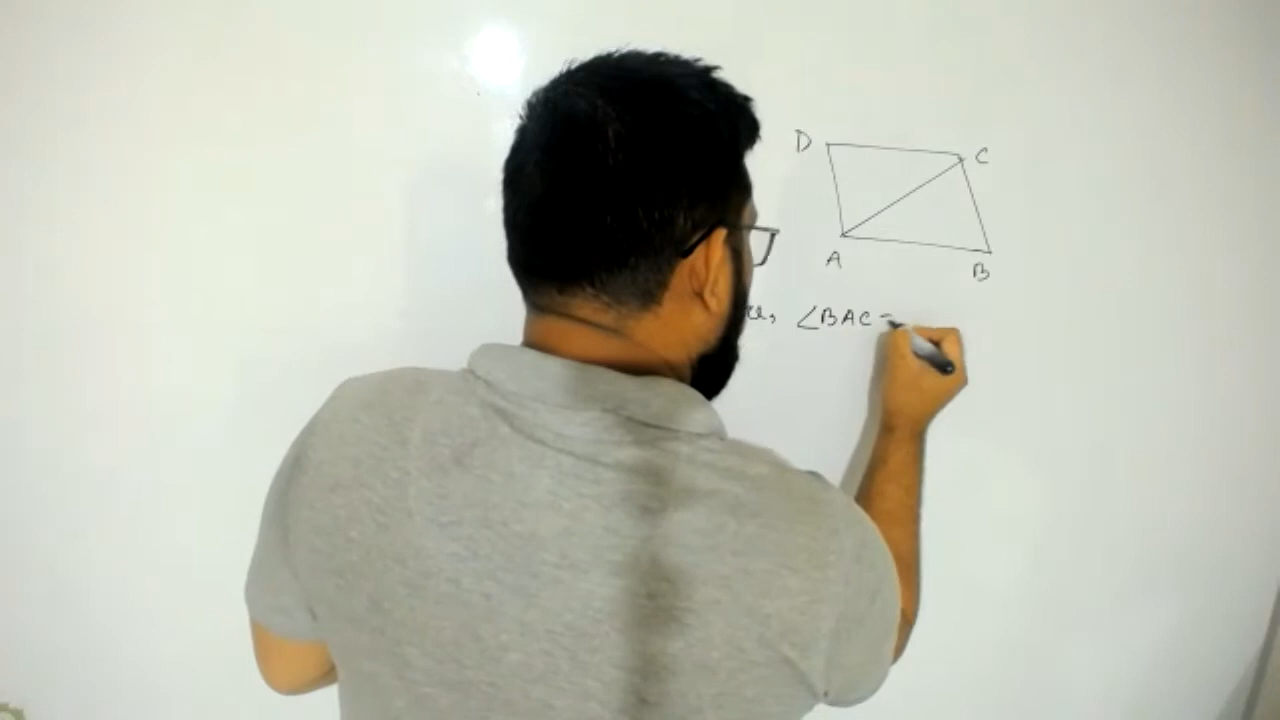 D C
A B
∠BAC =